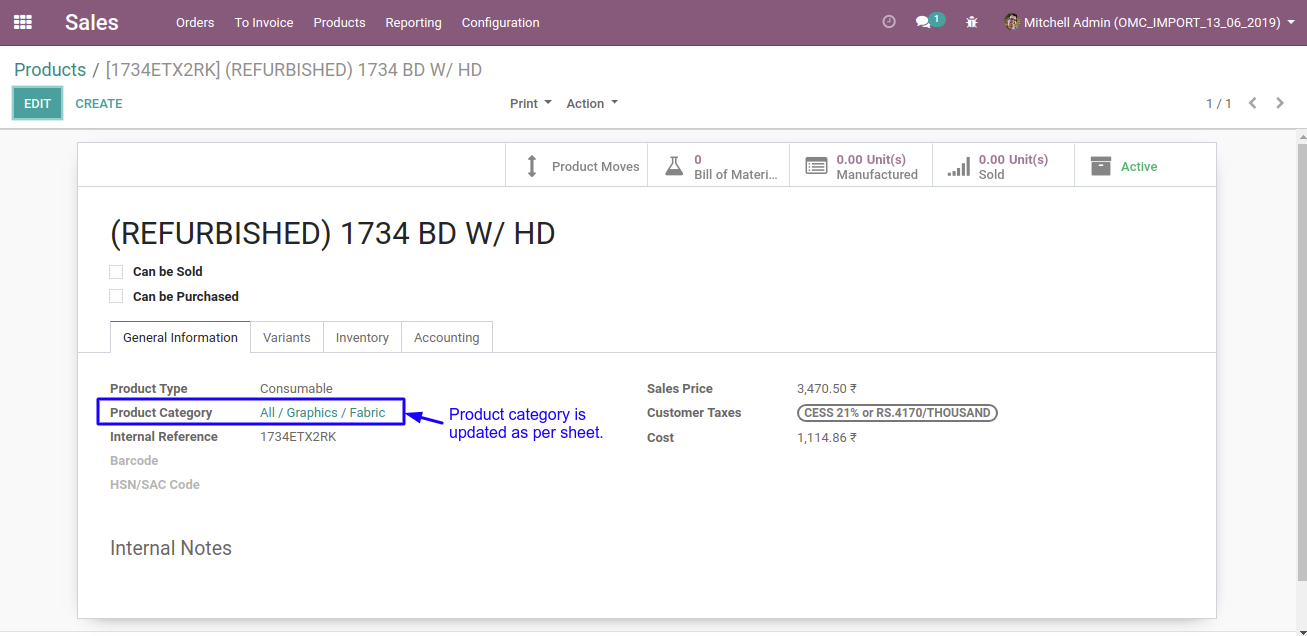 Sales Orders To Invoice Products Reporting Configuration 1 Mitchell Admin (OMC_IMPORT_13_06_2019)
Products / [1734ETX2RK] (REFURBISHED) 1734 BD W/ HD
EDIT CREATE Print Action 1 / 1
Product Moves
0
Bill of Materi...
0.00 Unit(s)
Manufactured
0.00 Unit(s)
Sold
Active
(REFURBISHED) 1734 BD W/ HD
Can be Sold
Can be Purchased
General Information Variants Inventory Accounting
Product Type Consumable
Product Category All / Graphics / Fabric
Internal Reference 1734ETX2RK
Barcode
HSN/SAC Code
Product category is
updated as per sheet.
Sales Price 3,470.50 ₹
Customer Taxes CESS 21% or RS.4170/THOUSAND
Cost 1,114.86 ₹
Internal Notes